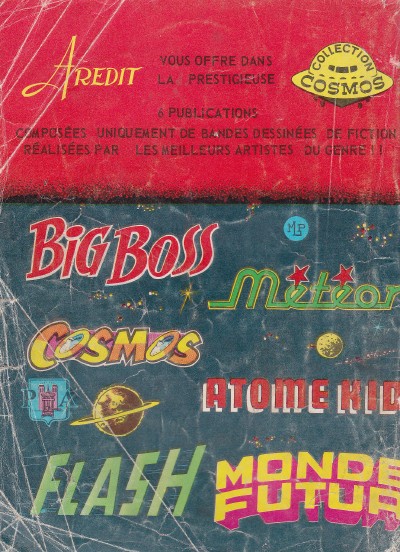 AREDIT
VOUS OFFRE DANS
LA PRESTIGIEUSE
COLLECTION
COSMOS
6 PUBLICATIONS
COMPOSÉES UNIQUEMENT DE BANDES DESSINÉES DE FICTION
RÉALISÉES PAR LES MEILLEURS ARTISTES DU GENRE !!
MLP
BIG BOSS
Météor
COSMOS
P A
ATOME KID
FLASH
MONDE
FUTUR